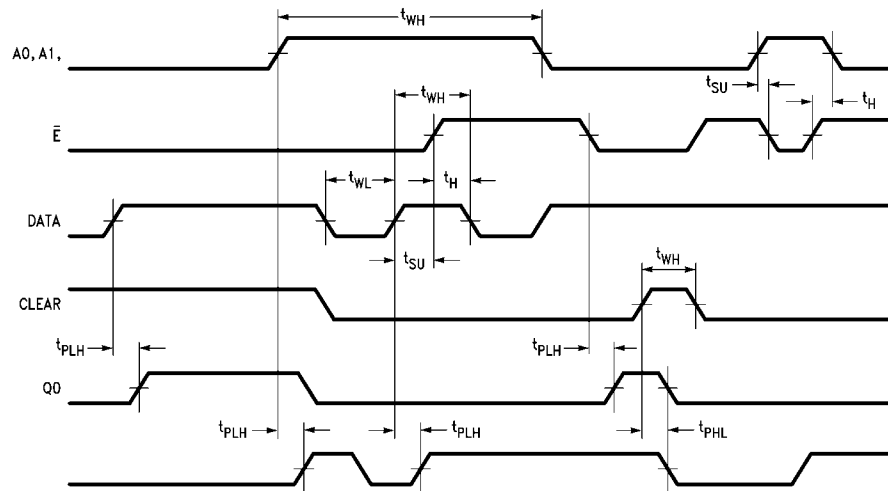 tWH
A0, A1,
tSU
tWH
tH
Ē
tWL
tH
DATA
tSU
tWH
CLEAR
tPLH
tPLH
Q0
tPLH
tPLH
tPHL